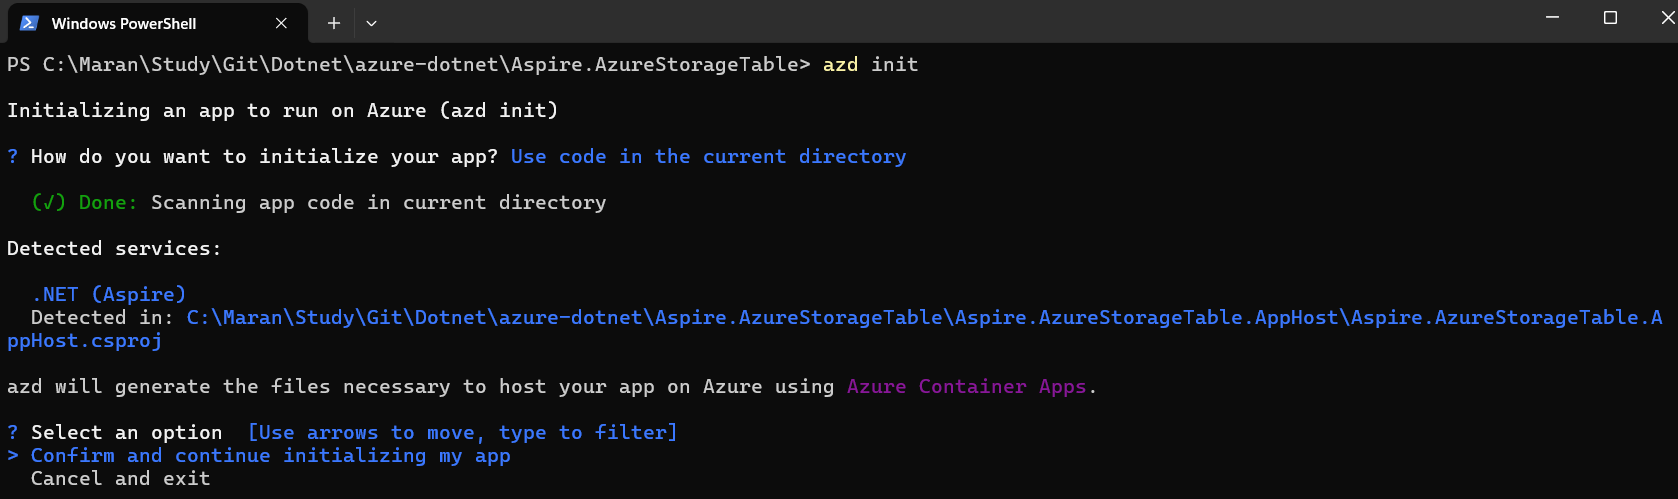 Windows PowerShell
PS C:\Maran\Study\Git\Dotnet\azure-dotnet\Aspire.AzureStorageTable> azd init
Initializing an app to run on Azure (azd init)
? How do you want to initialize your app? Use code in the current directory
(✓) Done: Scanning app code in current directory
Detected services:
.NET (Aspire)
Detected in: C:\Maran\Study\Git\Dotnet\azure-dotnet\Aspire.AzureStorageTable\Aspire.AzureStorageTable.AppHost\Aspire.AzureStorageTable.A
ppHost.csproj
azd will generate the files necessary to host your app on Azure using Azure Container Apps.
? Select an option  [Use arrows to move, type to filter]
> Confirm and continue initializing my app
Cancel and exit